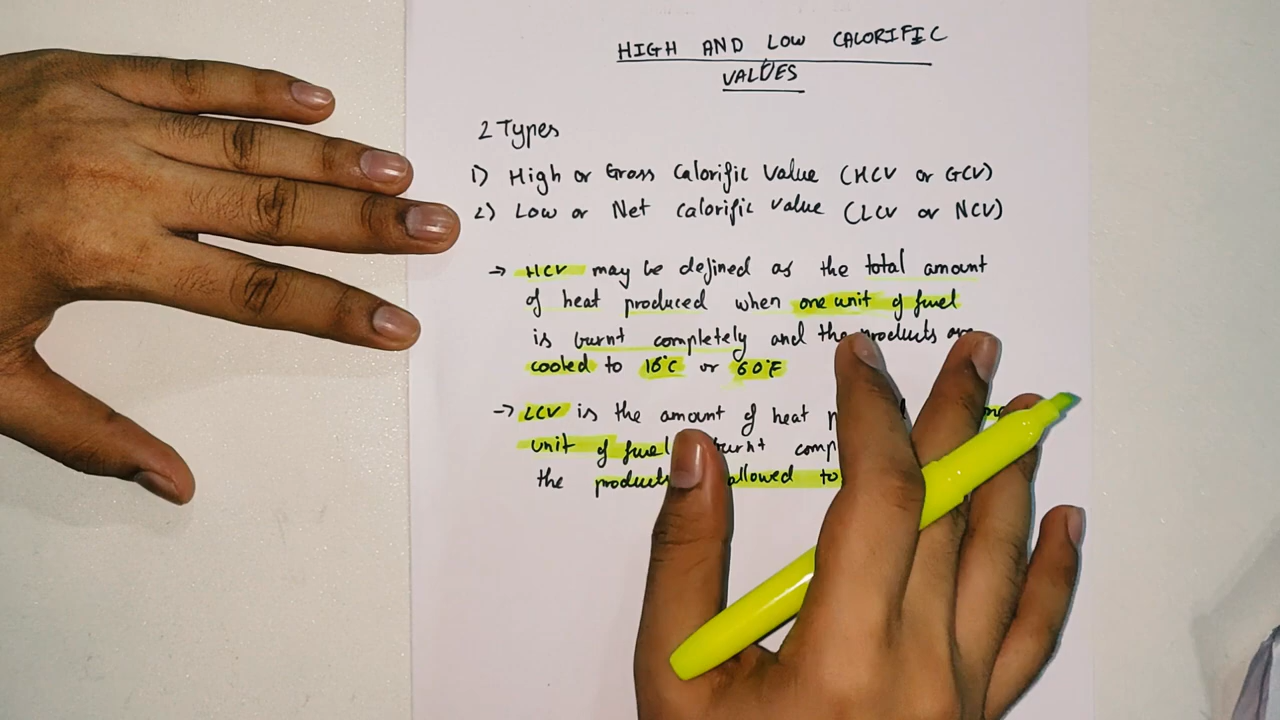 HIGH AND LOW CALORIFIC
VALUES
2 Types
1) High or Gross Calorific Value (HCV or GCV)
2) Low or Net calorific value (LCV or NCV)
→ HCV may be defined as the total amount
of heat produced when one unit of fuel
is burnt completely and the products are
cooled to 16°C or 60°F
→ LCV is the amount of heat
unit of fuel burnt
the products allowed to